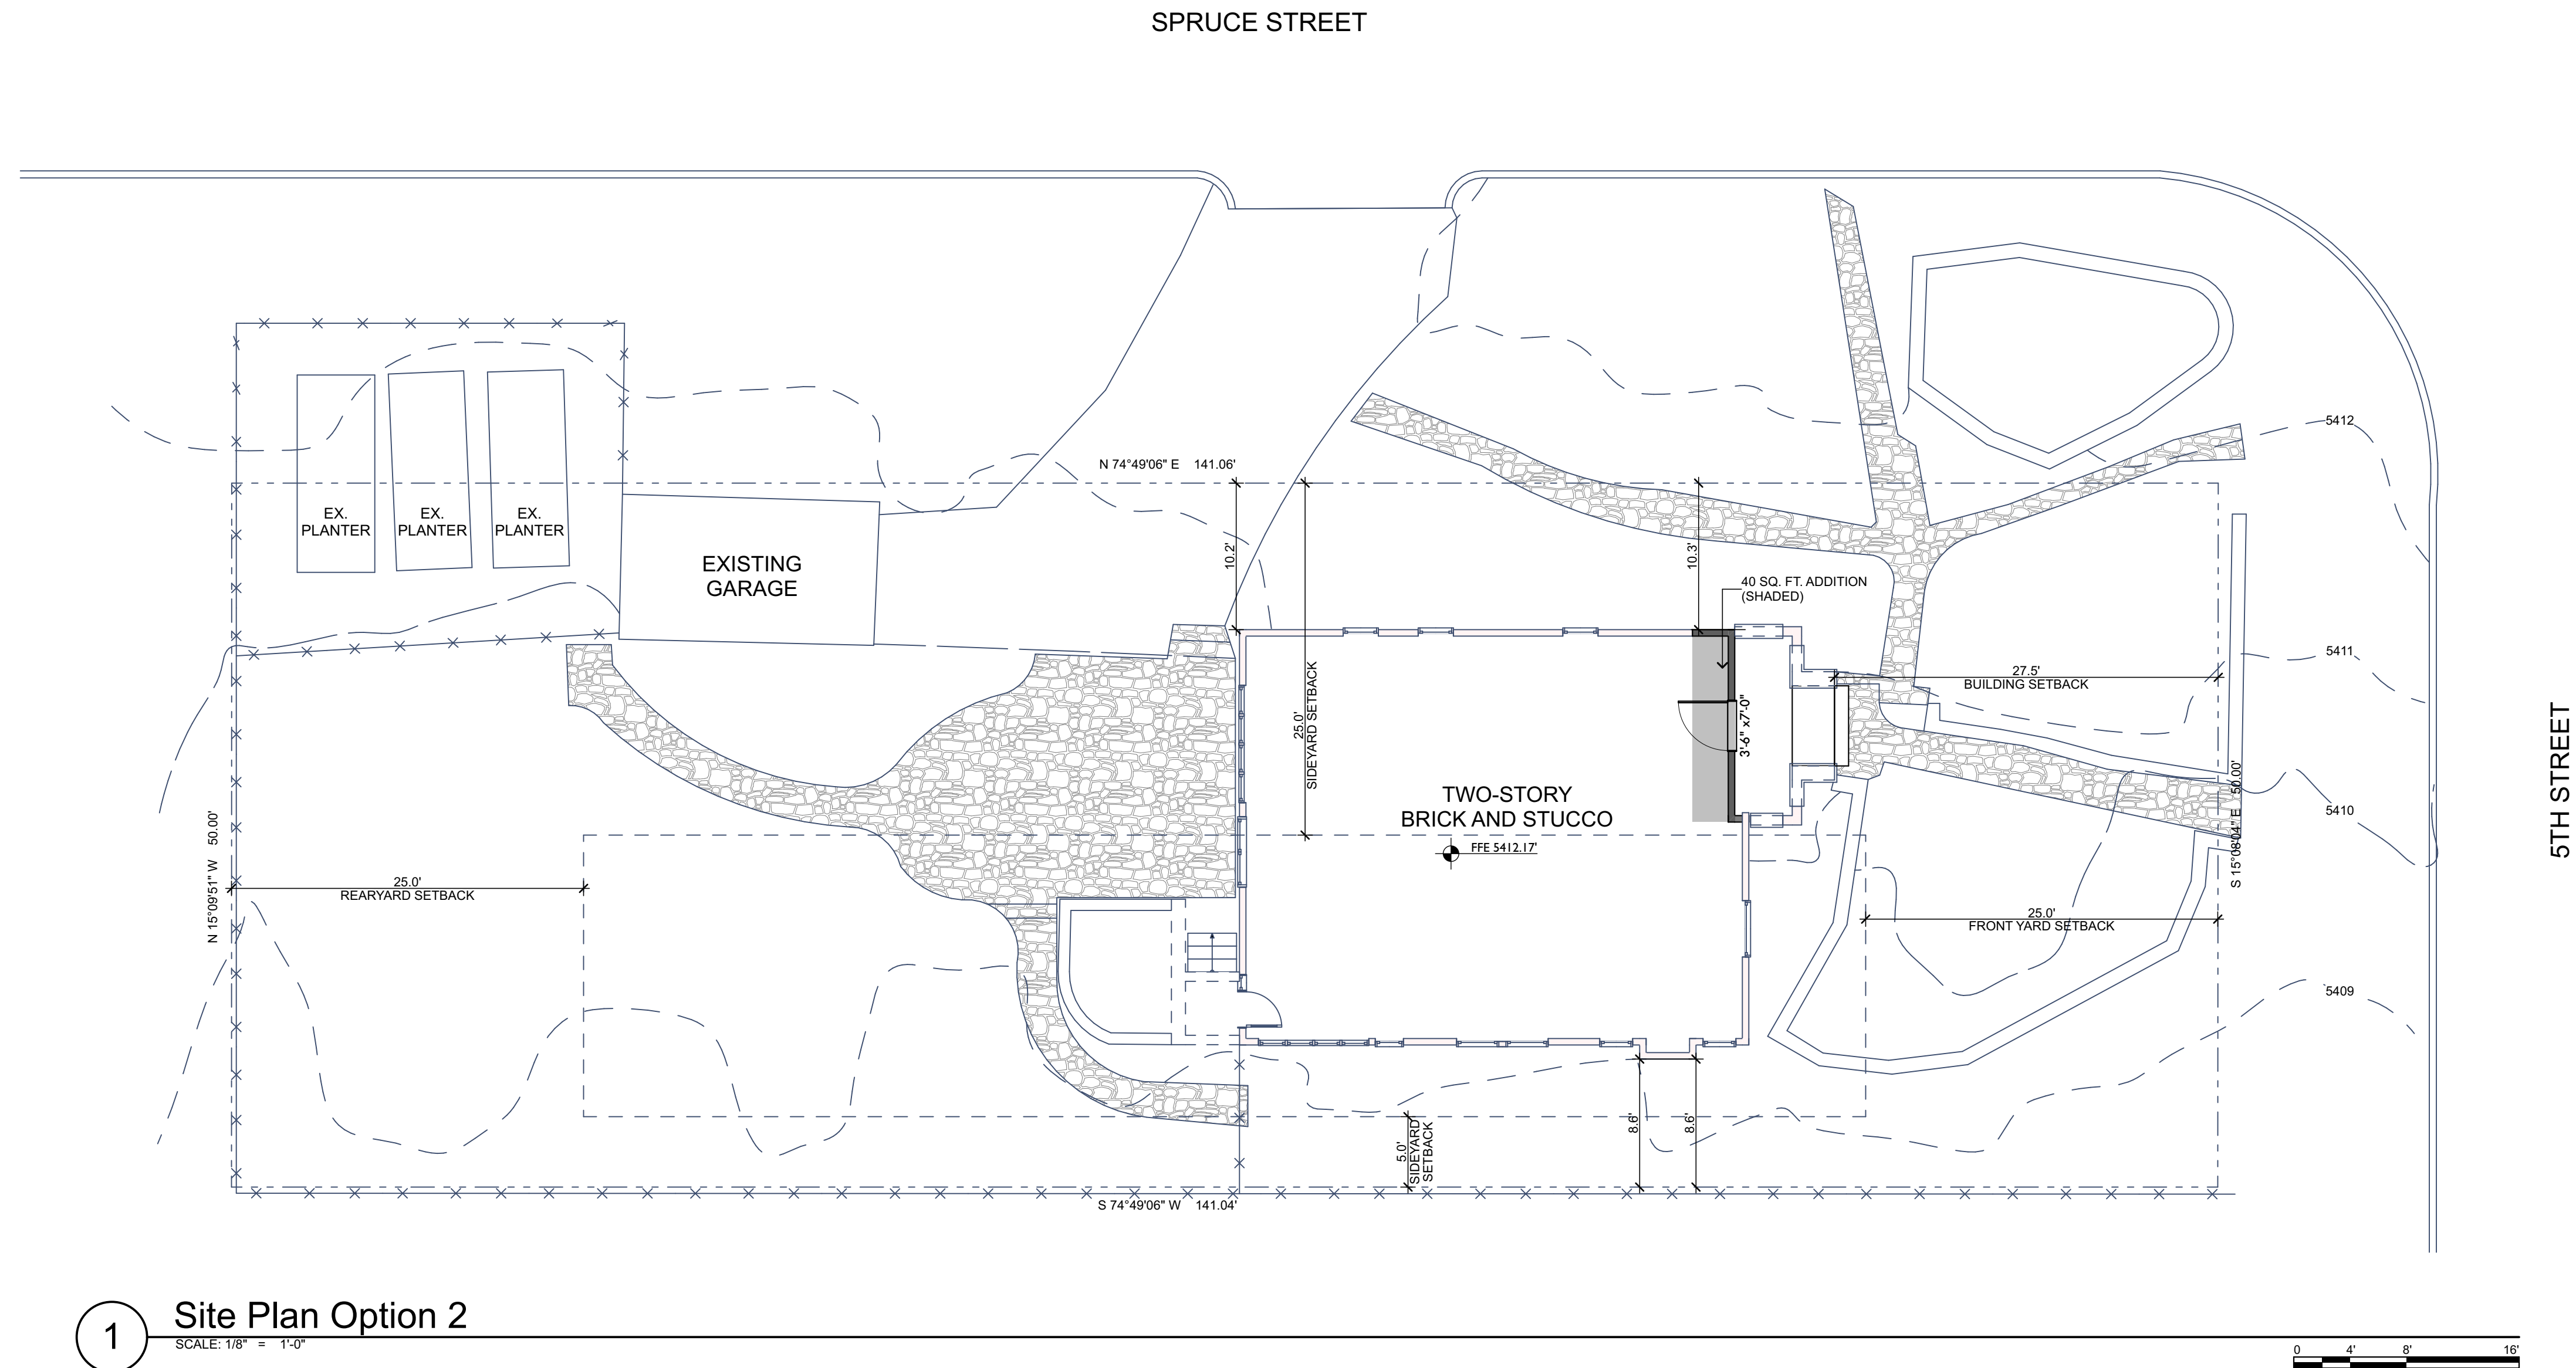 SPRUCE STREET
5412
N 74°49'06" E 141.06'
EX.
PLANTER
EX.
PLANTER
EX.
PLANTER
EXISTING
GARAGE
10.2'
10.3'
40 SQ. FT. ADDITION
(SHADED)
5411
27.5'
BUILDING SETBACK
25.0'
SIDEYARD SETBACK
3'-6" x7'-0"
5TH STREET
TWO-STORY
BRICK AND STUCCO
FFE 5412.17'
5410
S 15°08'04" E 50.00'
N 15°09'51" W 50.00'
25.0'
REARYARD SETBACK
25.0'
FRONT YARD SETBACK
5409
5.0'
SIDEYARD
SETBACK
8.6'
8.6'
S 74°49'06" W 141.04'
1
Site Plan Option 2
SCALE: 1/8" = 1'-0"
0 4' 8' 16'